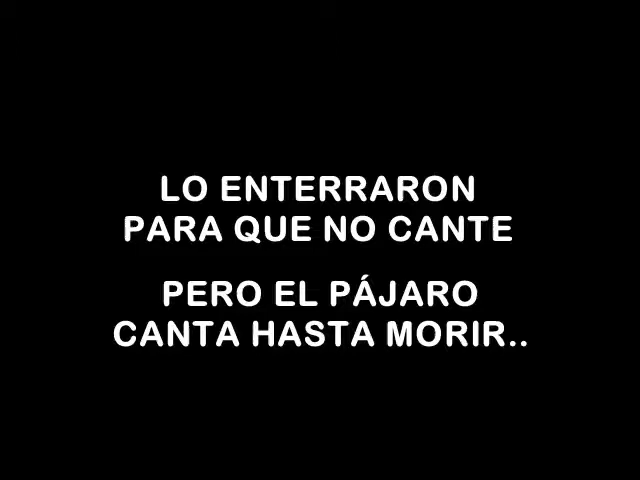 LO ENTERRARON
PARA QUE NO CANTE
PERO EL PÁJARO
CANTA HASTA MORIR..